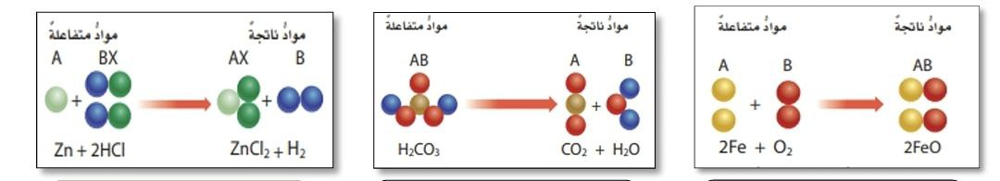 موادُّ متفاعلةٌ موادُّ ناتجةٌ
A BX AX B
+ +
Zn + 2HCl ZnCl₂ + H₂
موادُّ متفاعلةٌ موادُّ ناتجةٌ
AB A B
+
H₂CO₃ CO₂ + H₂O
موادُّ متفاعلةٌ موادُّ ناتجةٌ
A B AB
+
2Fe + O₂ 2FeO